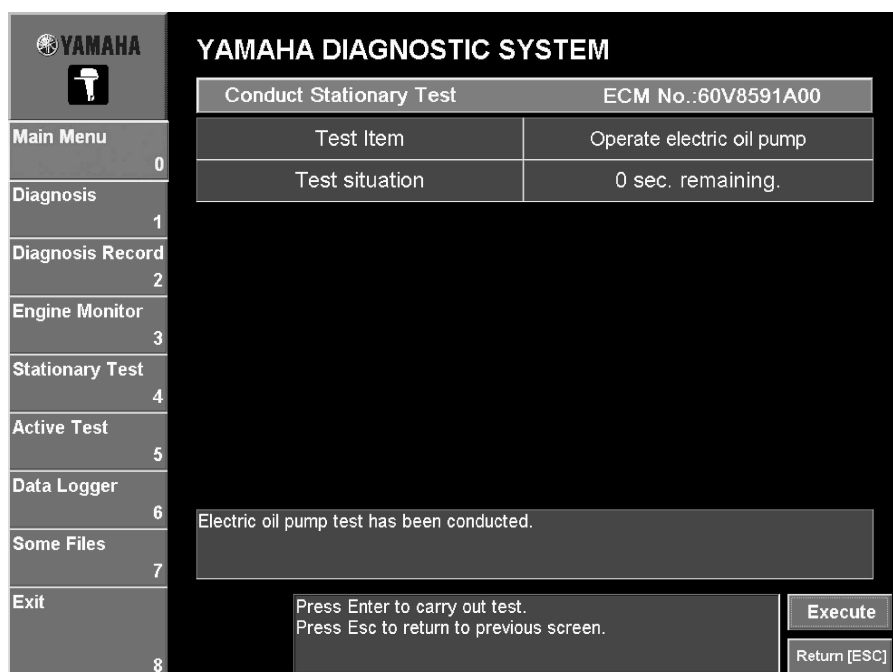 YAMAHA
YAMAHA DIAGNOSTIC SYSTEM
Conduct Stationary Test ECM No.:60V8591A00
Test Item Operate electric oil pump
Test situation 0 sec. remaining.
Main Menu
0
Diagnosis
1
Diagnosis Record
2
Engine Monitor
3
Stationary Test
4
Active Test
5
Data Logger
6
Some Files
7
Exit
8
Electric oil pump test has been conducted.
Press Enter to carry out test.
Press Esc to return to previous screen.
Execute
Return [ESC]